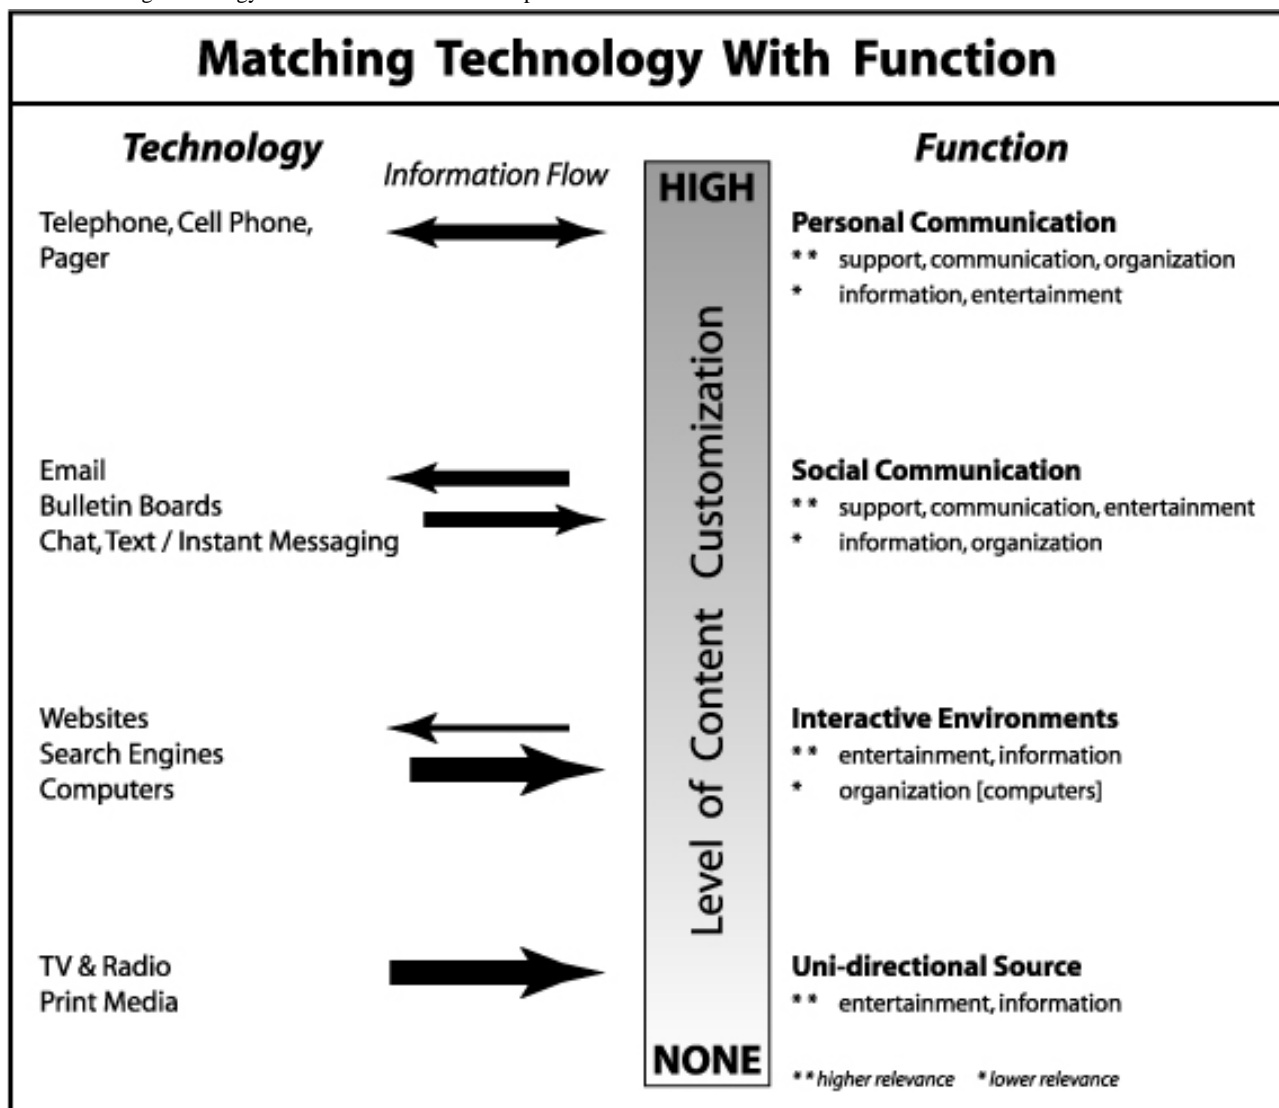 Matching Technology With Function
Technology
Information Flow
Function
HIGH
Level of Content Customization
NONE
Telephone, Cell Phone,
Pager
Personal Communication
** support, communication, organization
* information, entertainment
Email
Bulletin Boards
Chat, Text / Instant Messaging
Social Communication
** support, communication, entertainment
* information, organization
Websites
Search Engines
Computers
Interactive Environments
** entertainment, information
* organization [computers]
TV & Radio
Print Media
Uni-directional Source
** entertainment, information
**higher relevance *lower relevance